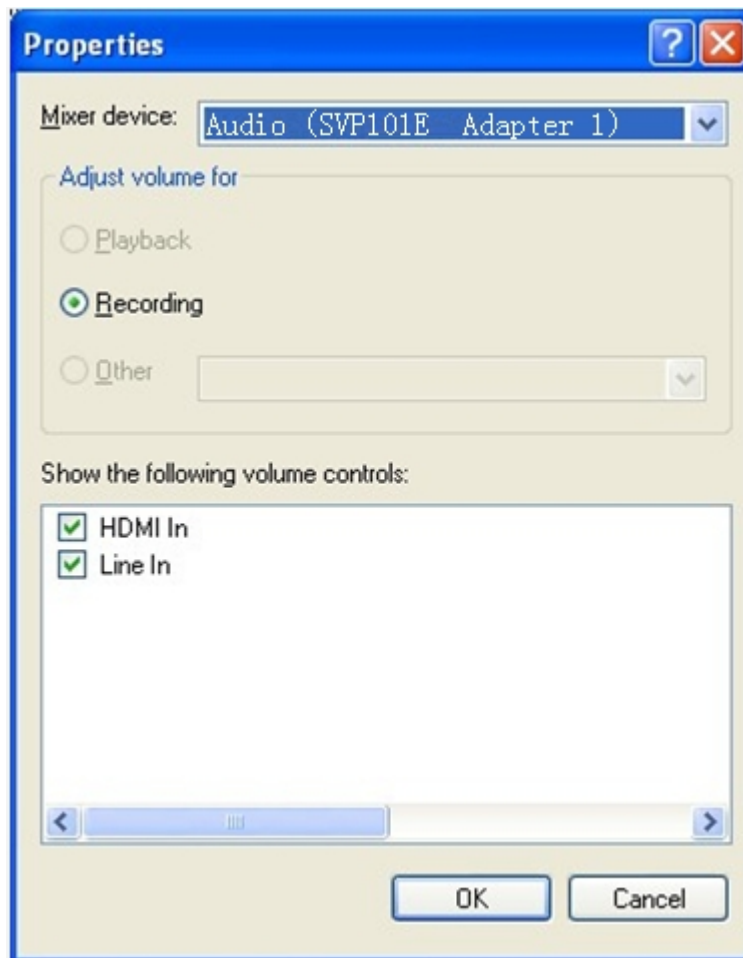 Properties
Mixer device: Audio (SVP101E Adapter 1)
Adjust volume for
Playback
Recording
Other
Show the following volume controls:
HDMI In
Line In
OK Cancel